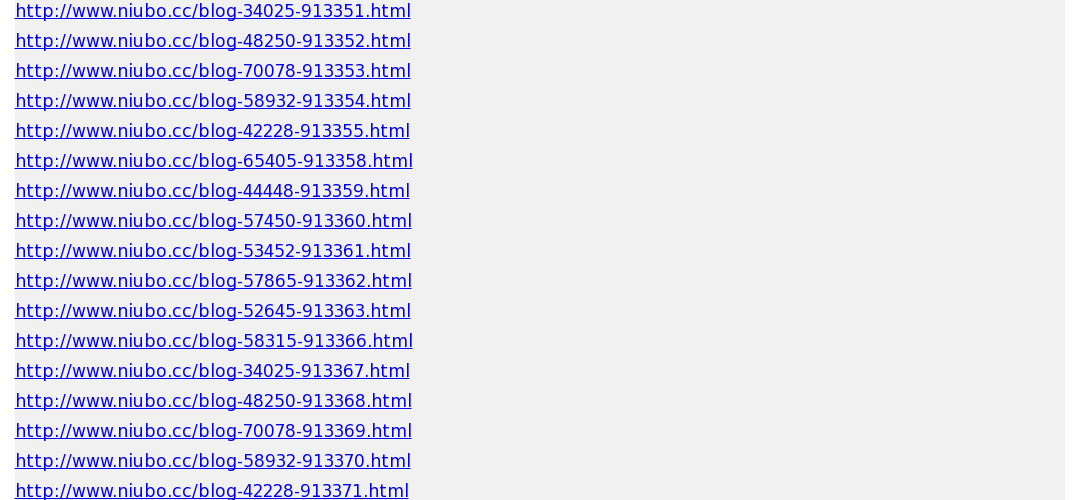 http://www.niubo.cc/blog-34025-913351.html
http://www.niubo.cc/blog-48250-913352.html
http://www.niubo.cc/blog-70078-913353.html
http://www.niubo.cc/blog-58932-913354.html
http://www.niubo.cc/blog-42228-913355.html
http://www.niubo.cc/blog-65405-913358.html
http://www.niubo.cc/blog-44448-913359.html
http://www.niubo.cc/blog-57450-913360.html
http://www.niubo.cc/blog-53452-913361.html
http://www.niubo.cc/blog-57865-913362.html
http://www.niubo.cc/blog-52645-913363.html
http://www.niubo.cc/blog-58315-913366.html
http://www.niubo.cc/blog-34025-913367.html
http://www.niubo.cc/blog-48250-913368.html
http://www.niubo.cc/blog-70078-913369.html
http://www.niubo.cc/blog-58932-913370.html
http://www.niubo.cc/blog-42228-913371.html